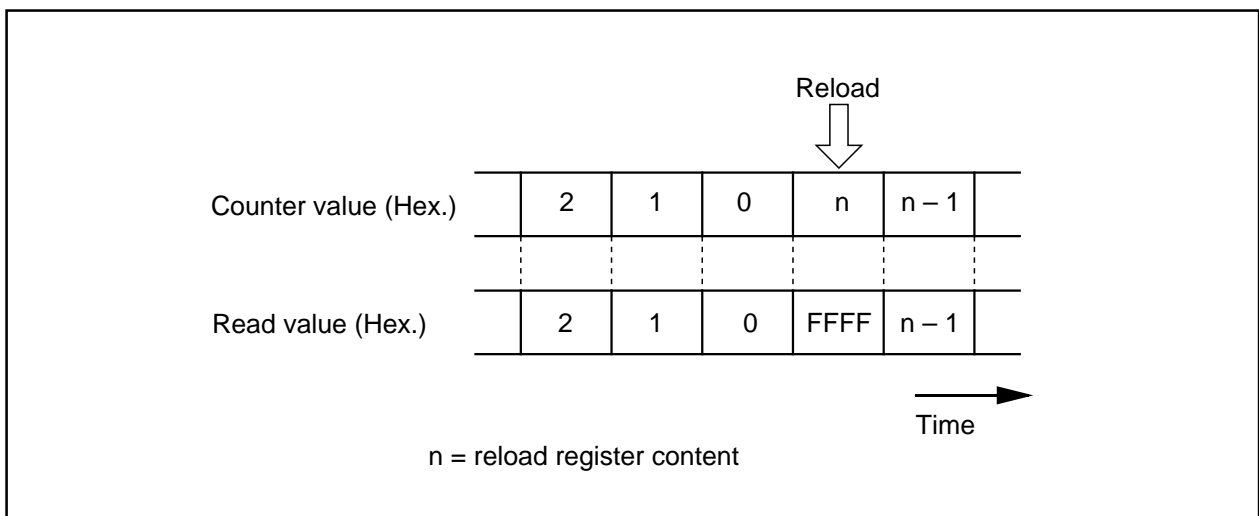 Reload
Counter value (Hex.) 2 1 0 n n – 1
Read value (Hex.) 2 1 0 FFFF n – 1
Time
n = reload register content